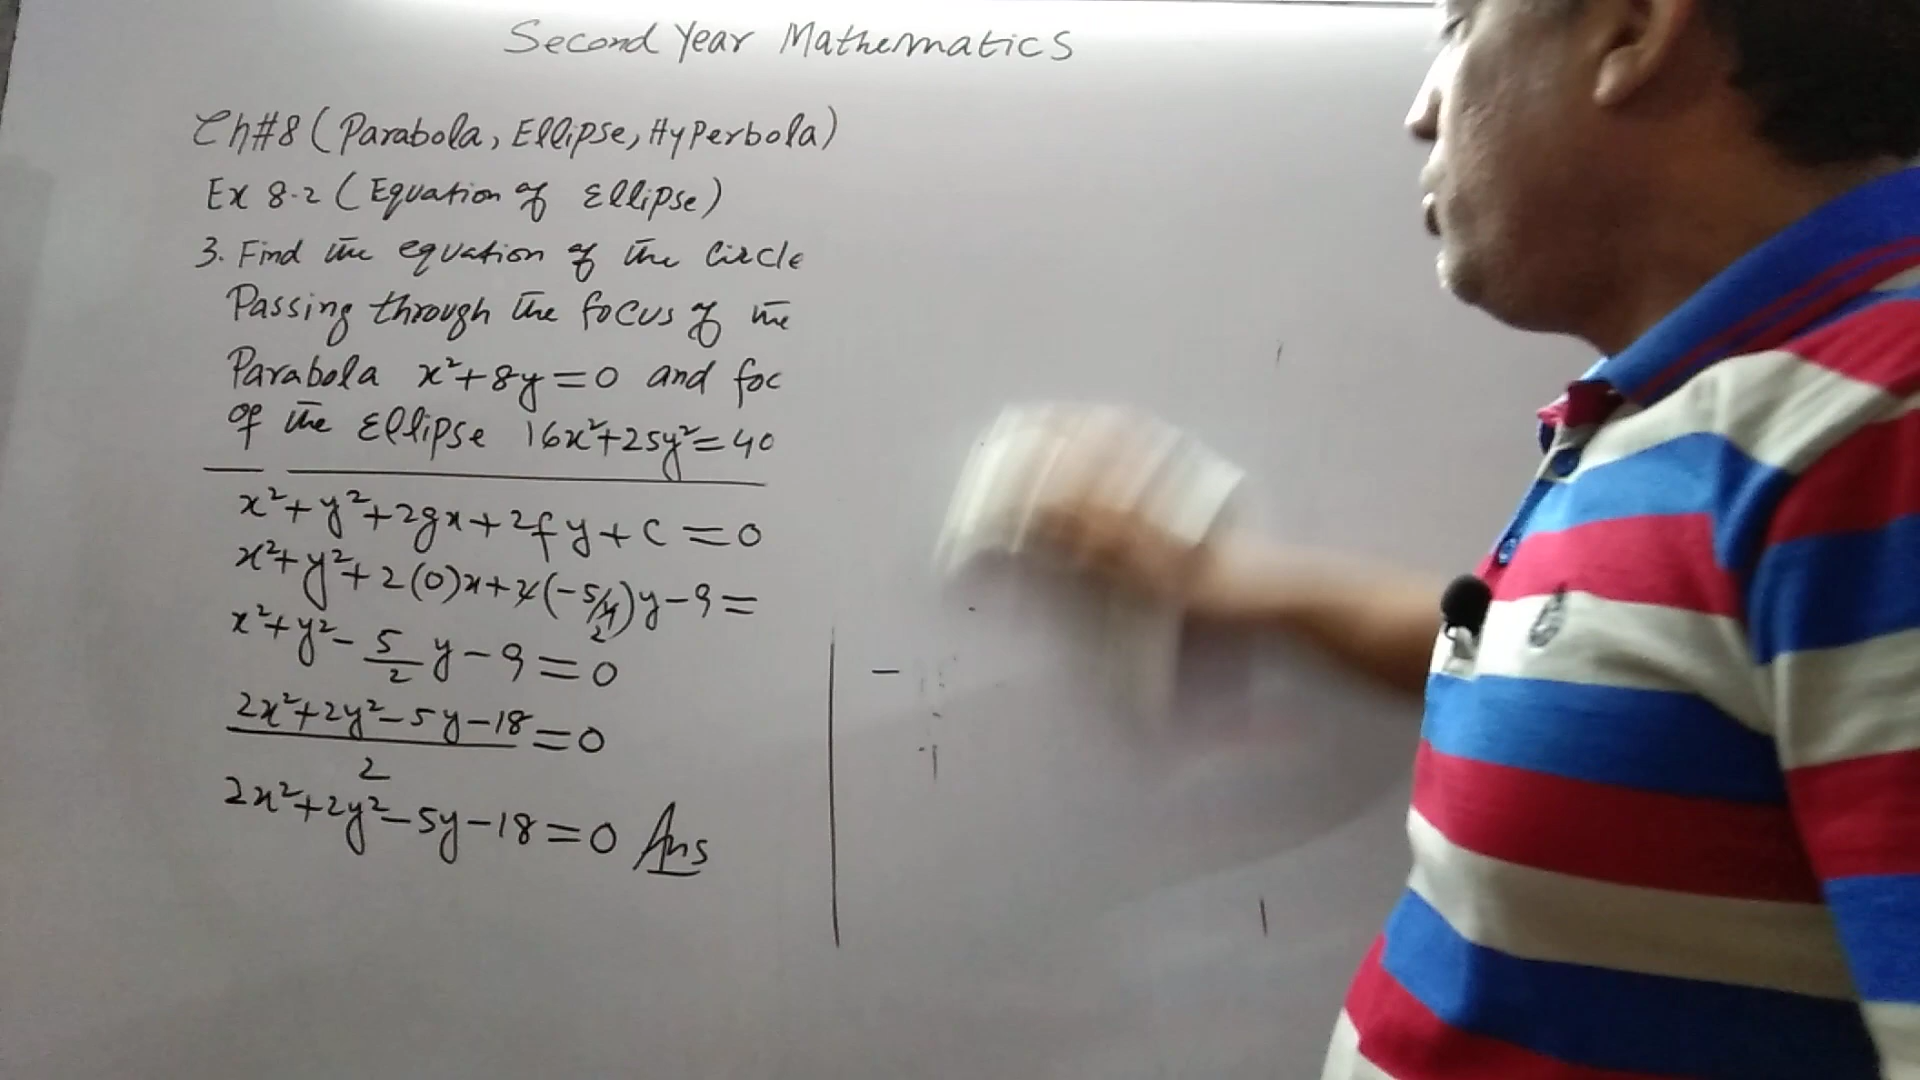 Second Year Mathematics
Ch#8 (Parabola, Ellipse, Hyperbola)
Ex 8.2 (Equation of Ellipse)
3. Find the equation of the Circle
Passing through the focus of the
Parabola x²+8y=0 and foc
of the Ellipse 16x²+25y²=40
x²+y²+2gx+2fy+c=0
x²+y²+2(0)x+2(-5/4)y-9=
2
x²+y²-5/2y-9=0
2x²+2y²-5y-18=0
2
2x²+2y²-5y-18=0 Ans